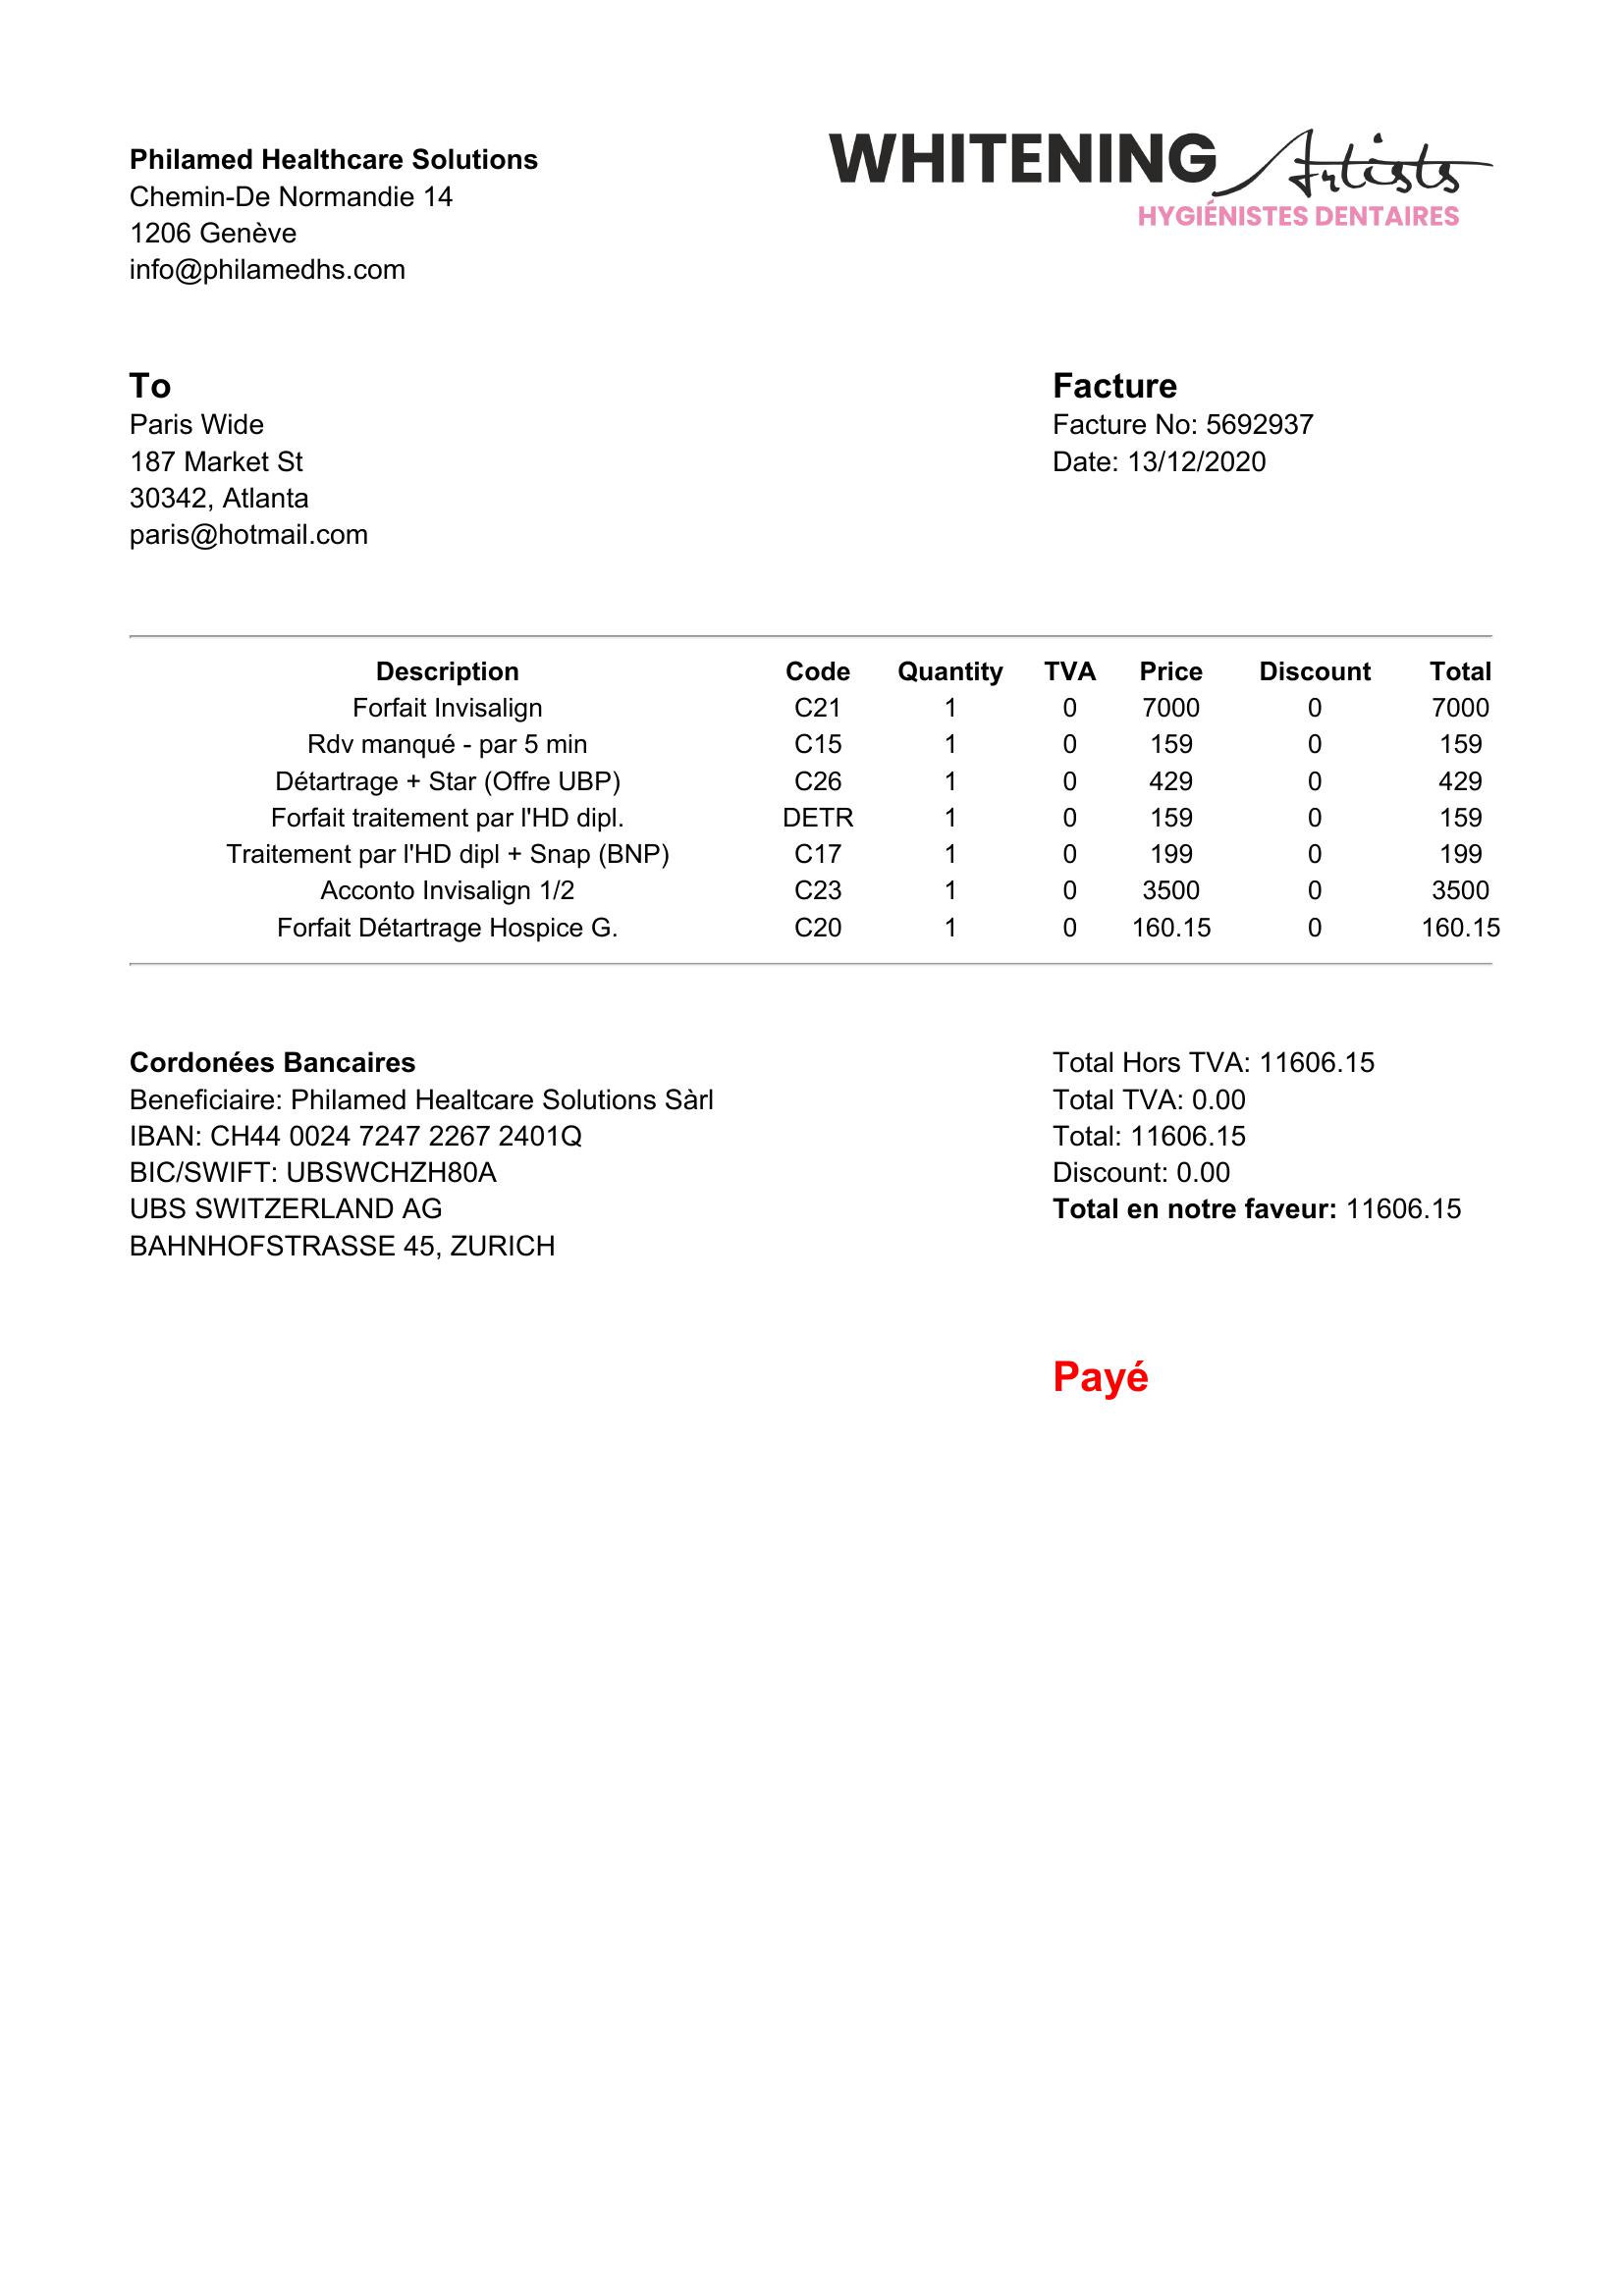 Philamed Healthcare Solutions
Chemin-De Normandie 14
1206 Genève
info@philamedhs.com
WHITENING Artists
HYGIÉNISTES DENTAIRES
To
Paris Wide
187 Market St
30342, Atlanta
paris@hotmail.com
Facture
Facture No: 5692937
Date: 13/12/2020
Description Code Quantity TVA Price Discount Total
Forfait Invisalign C21 1 0 7000 0 7000
Rdv manqué - par 5 min C15 1 0 159 0 159
Détartrage + Star (Offre UBP) C26 1 0 429 0 429
Forfait traitement par l'HD dipl. DETR 1 0 159 0 159
Traitement par l'HD dipl + Snap (BNP) C17 1 0 199 0 199
Acconto Invisalign 1/2 C23 1 0 3500 0 3500
Forfait Détartrage Hospice G. C20 1 0 160.15 0 160.15
Cordonées Bancaires
Beneficiaire: Philamed Healtcare Solutions Sàrl
IBAN: CH44 0024 7247 2267 2401Q
BIC/SWIFT: UBSWCHZH80A
UBS SWITZERLAND AG
BAHNHOFSTRASSE 45, ZURICH
Total Hors TVA: 11606.15
Total TVA: 0.00
Total: 11606.15
Discount: 0.00
Total en notre faveur: 11606.15
Payé